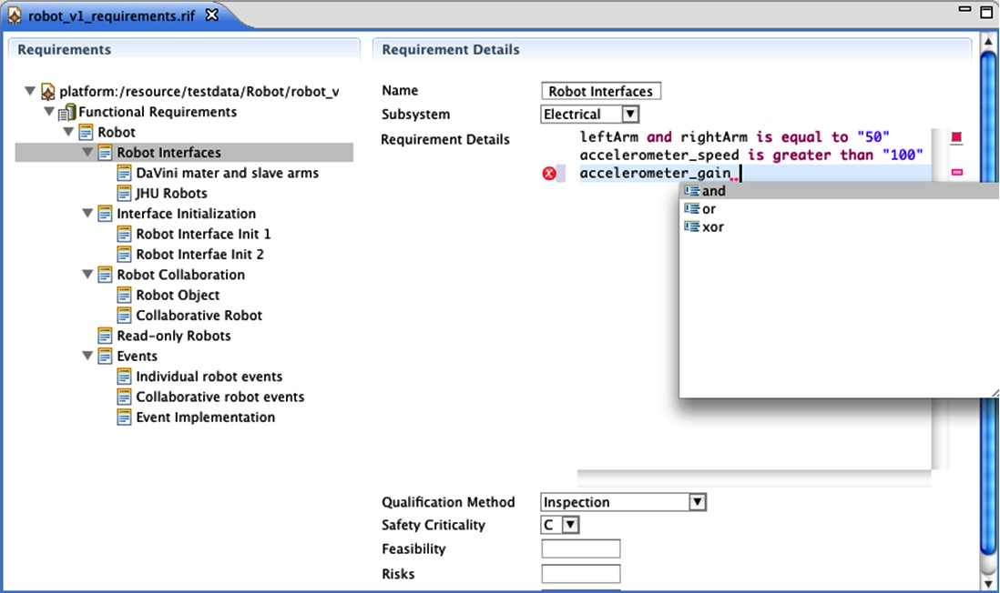 robot_v1_requirements.rif
Requirements
platform:/resource/testdata/Robot/robot_v
Functional Requirements
Robot
Robot Interfaces
DaVini mater and slave arms
JHU Robots
Interface Initialization
Robot Interface Init 1
Robot Interfae Init 2
Robot Collaboration
Robot Object
Collaborative Robot
Read-only Robots
Events
Individual robot events
Collaborative robot events
Event Implementation
Requirement Details
Name Robot Interfaces
Subsystem Electrical
Requirement Details
leftArm and rightArm is equal to "50"
accelerometer_speed is greater than "100"
accelerometer_gain
and
or
xor
Qualification Method Inspection
Safety Criticality C
Feasibility
Risks